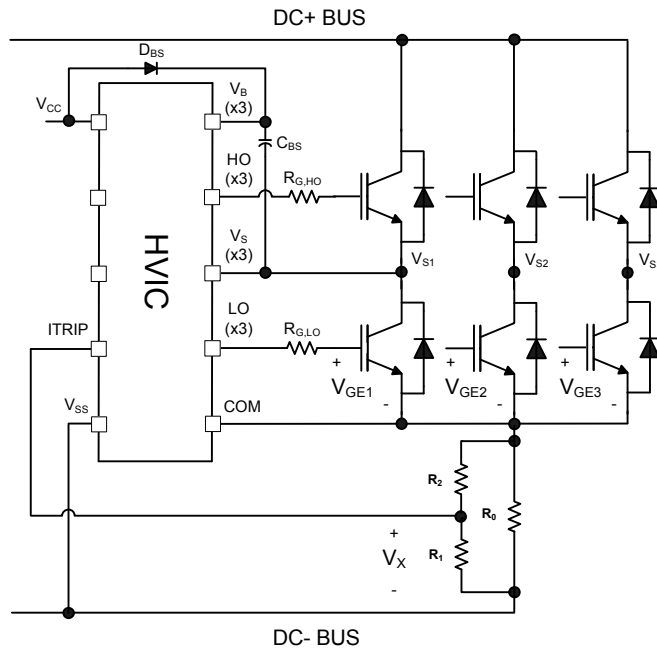 DC+ BUS
DBS
VCC
VB
(x3)
CBS
HO
(x3)
RG,HO
HVIC
VS
(x3)
VS1
VS2
VS
LO
(x3)
ITRIP
RG,LO
+
VGE1
-
+
VGE2
-
+
VGE3
-
VSS
COM
R2
R0
+
VX
R1
-
DC- BUS